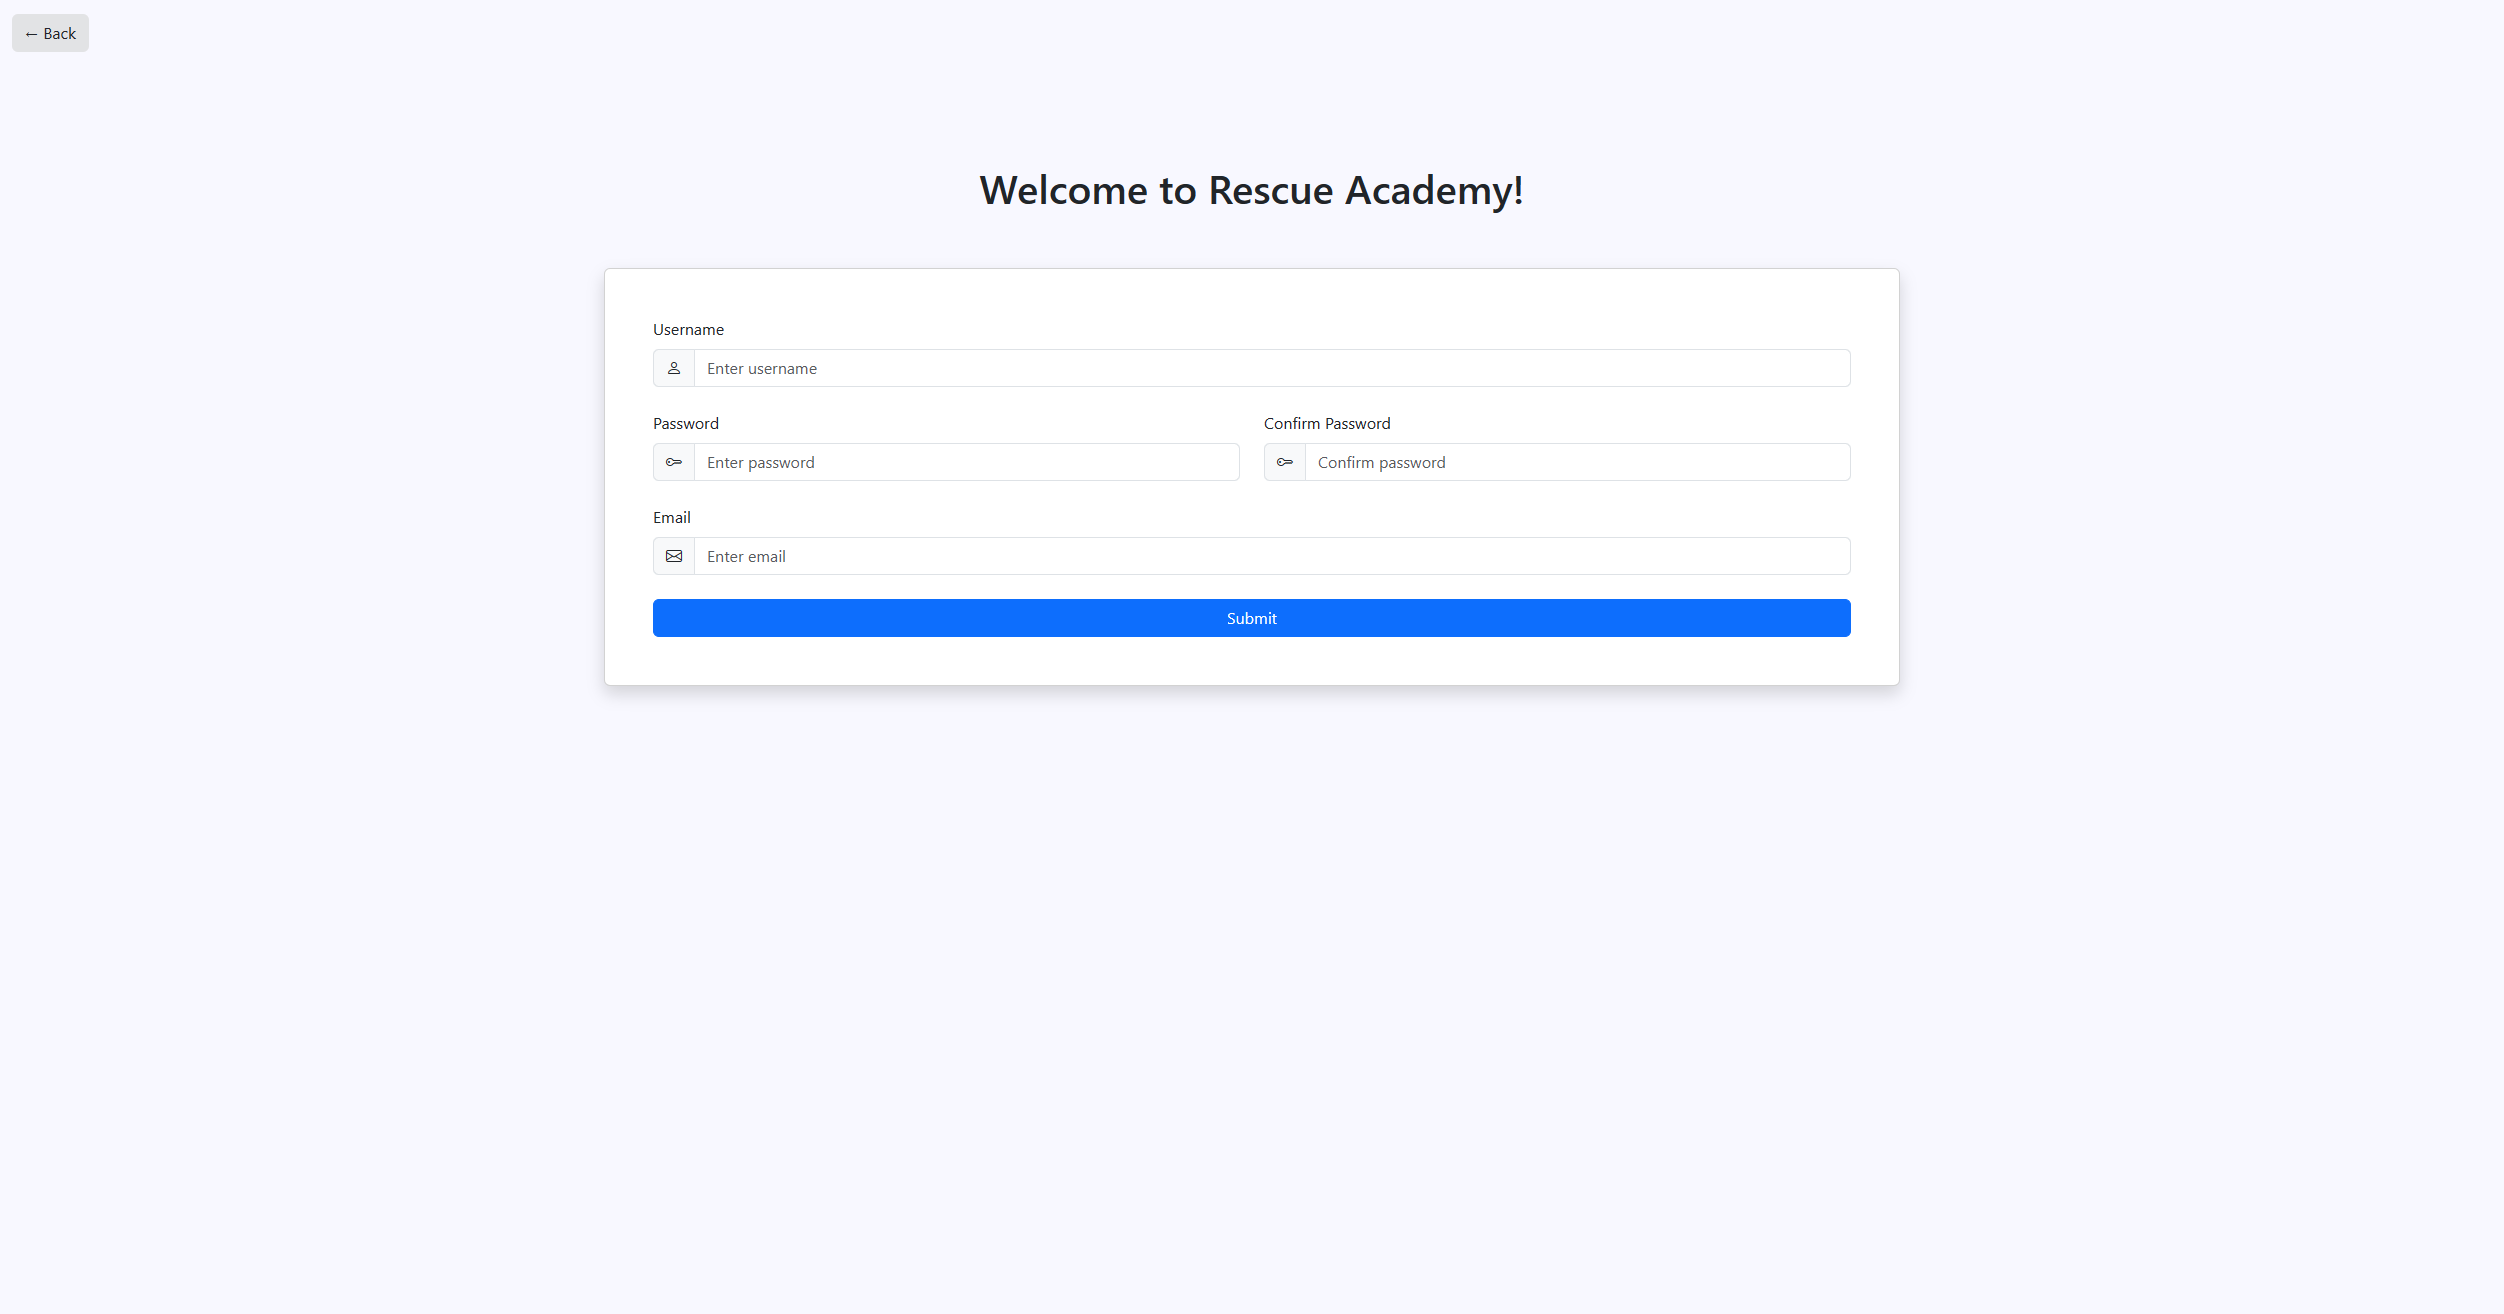 ← Back
Welcome to Rescue Academy!
Username
Enter username
Password
Confirm Password
Enter password
Confirm password
Email
Enter email
Submit